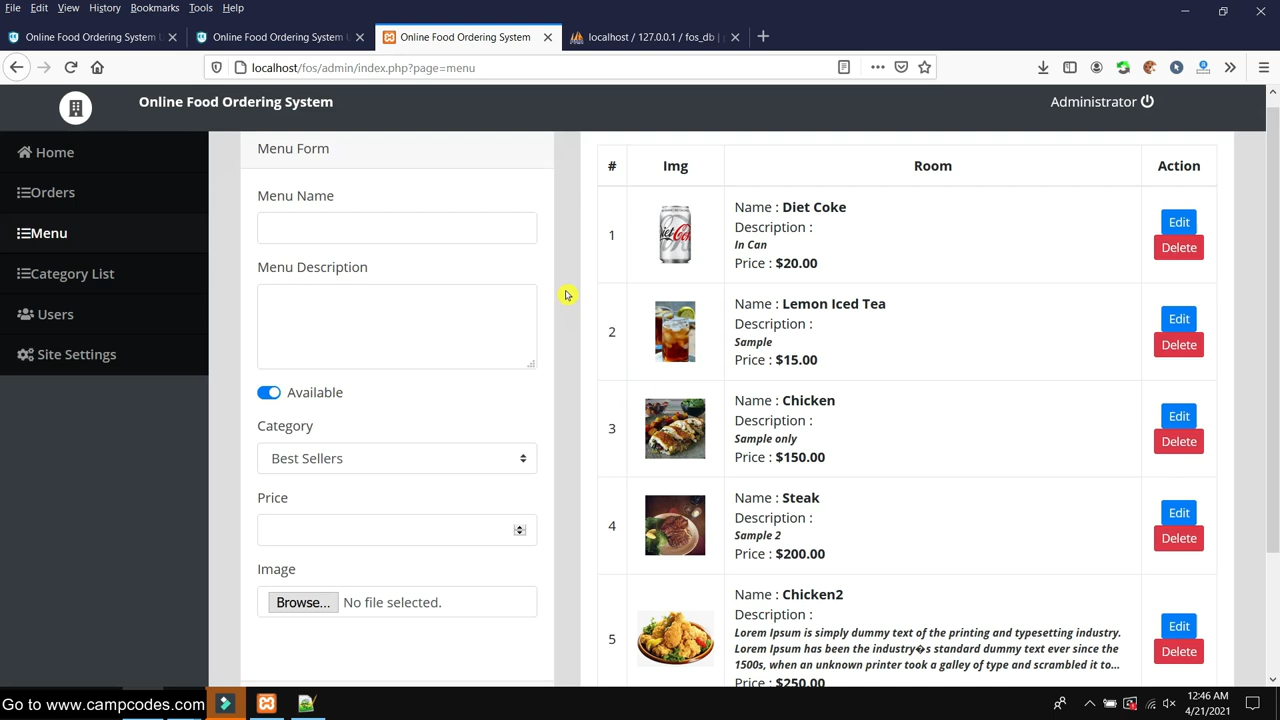 File Edit View History Bookmarks Tools Help
Online Food Ordering System U
Online Food Ordering System U
Online Food Ordering System
localhost / 127.0.0.1 / fos_db | p
localhost/fos/admin/index.php?page=menu
Online Food Ordering System
Administrator
Home
Orders
Menu
Category List
Users
Site Settings
Menu Form
Menu Name
Menu Description
Available
Category
Best Sellers
Price
Image
Browse... No file selected.
# Img Room Action
1
Name : Diet Coke
Description :
In Can
Price : $20.00
Edit
Delete
2
Name : Lemon Iced Tea
Description :
Sample
Price : $15.00
Edit
Delete
3
Name : Chicken
Description :
Sample only
Price : $150.00
Edit
Delete
4
Name : Steak
Description :
Sample 2
Price : $200.00
Edit
Delete
5
Name : Chicken2
Description :
Lorem Ipsum is simply dummy text of the printing and typesetting industry.
Lorem Ipsum has been the industry�s standard dummy text ever since the
1500s, when an unknown printer took a galley of type and scrambled it to...
Price : $250.00
Edit
Delete
Go to www.campcodes.com
12:46 AM
4/21/2021